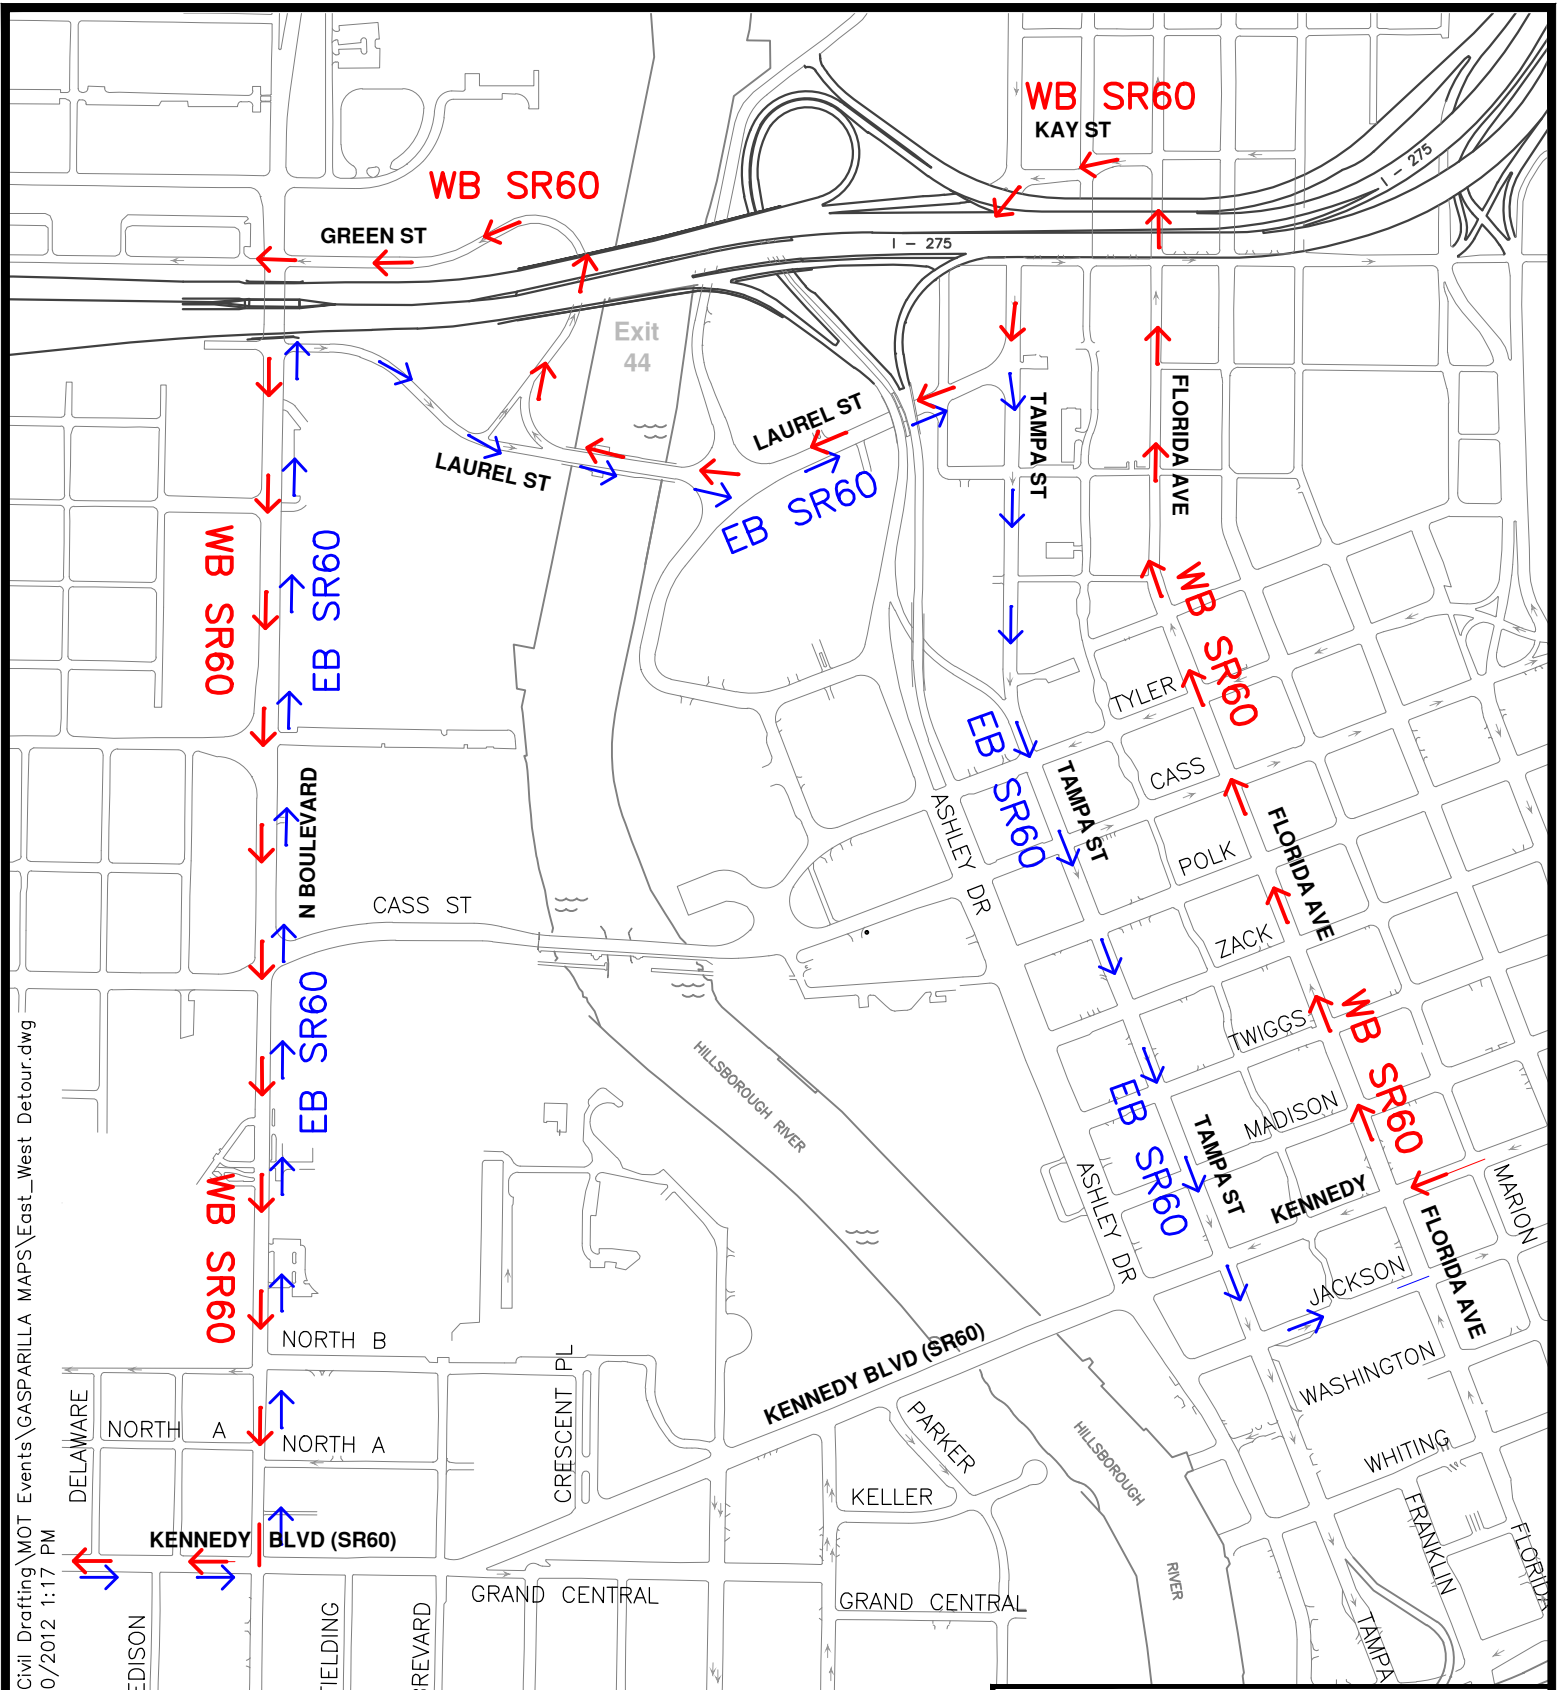 WB SR60
KAY ST
I - 275
WB SR60
GREEN ST
I - 275
Exit
44
LAUREL ST
TAMPA ST
FLORIDA AVE
LAUREL ST
EB SR60
WB SR60
EB SR60
WB SR60
TYLER
EB SR60
CASS
TAMPA ST
N BOULEVARD
ASHLEY DR
POLK
FLORIDA AVE
CASS ST
ZACK
EB SR60
WB SR60
TWIGGS
HILLSBOROUGH RIVER
MADISON
EB SR60
TAMPA ST
ASHLEY DR
KENNEDY
MARION
WB SR60
FLORIDA AVE
JACKSON
NORTH B
KENNEDY BLVD (SR60)
CRESCENT PL
WASHINGTON
DELAWARE
NORTH A
NORTH A
PARKER
HILLSBOROUGH
RIVER
WHITING
KELLER
FRANKLIN
FLORIDA
KENNEDY BLVD (SR60)
GRAND CENTRAL
GRAND CENTRAL
EDISON
FIELDING
REVARD
TAMPA
Civil Drafting\MOT Events\GASPARILLA MAPS\East_West Detour.dwg
0/2012 1:17 PM